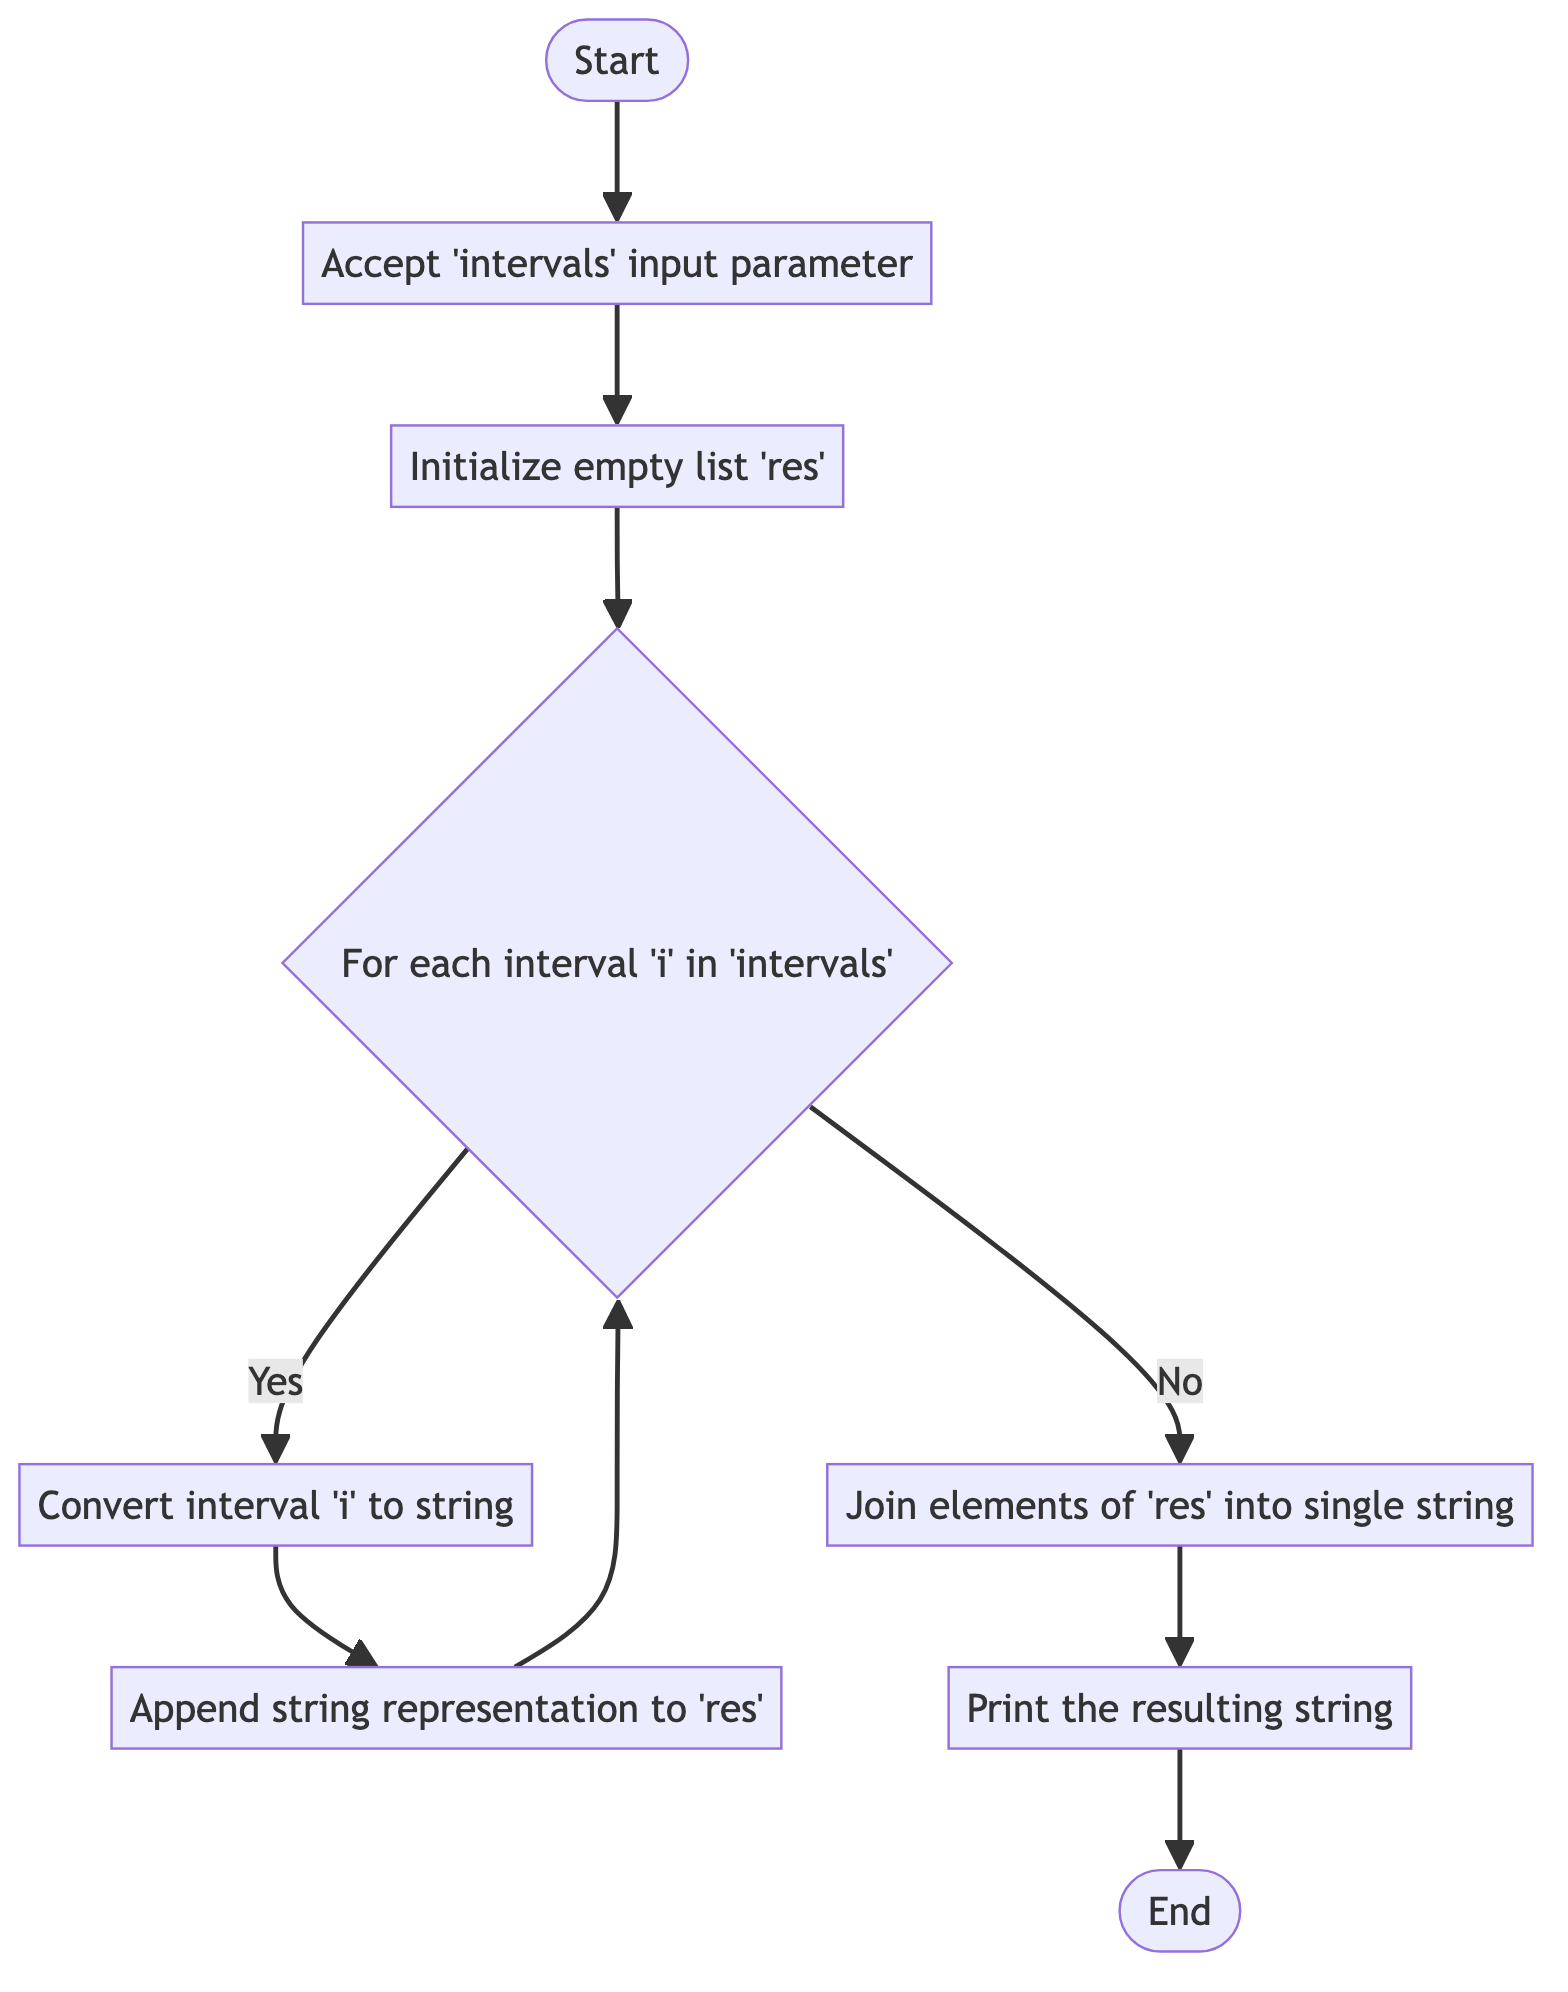 Start
Accept 'intervals' input parameter
Initialize empty list 'res'
For each interval 'i' in 'intervals'
Yes
No
Convert interval 'i' to string
Join elements of 'res' into single string
Append string representation to 'res'
Print the resulting string
End